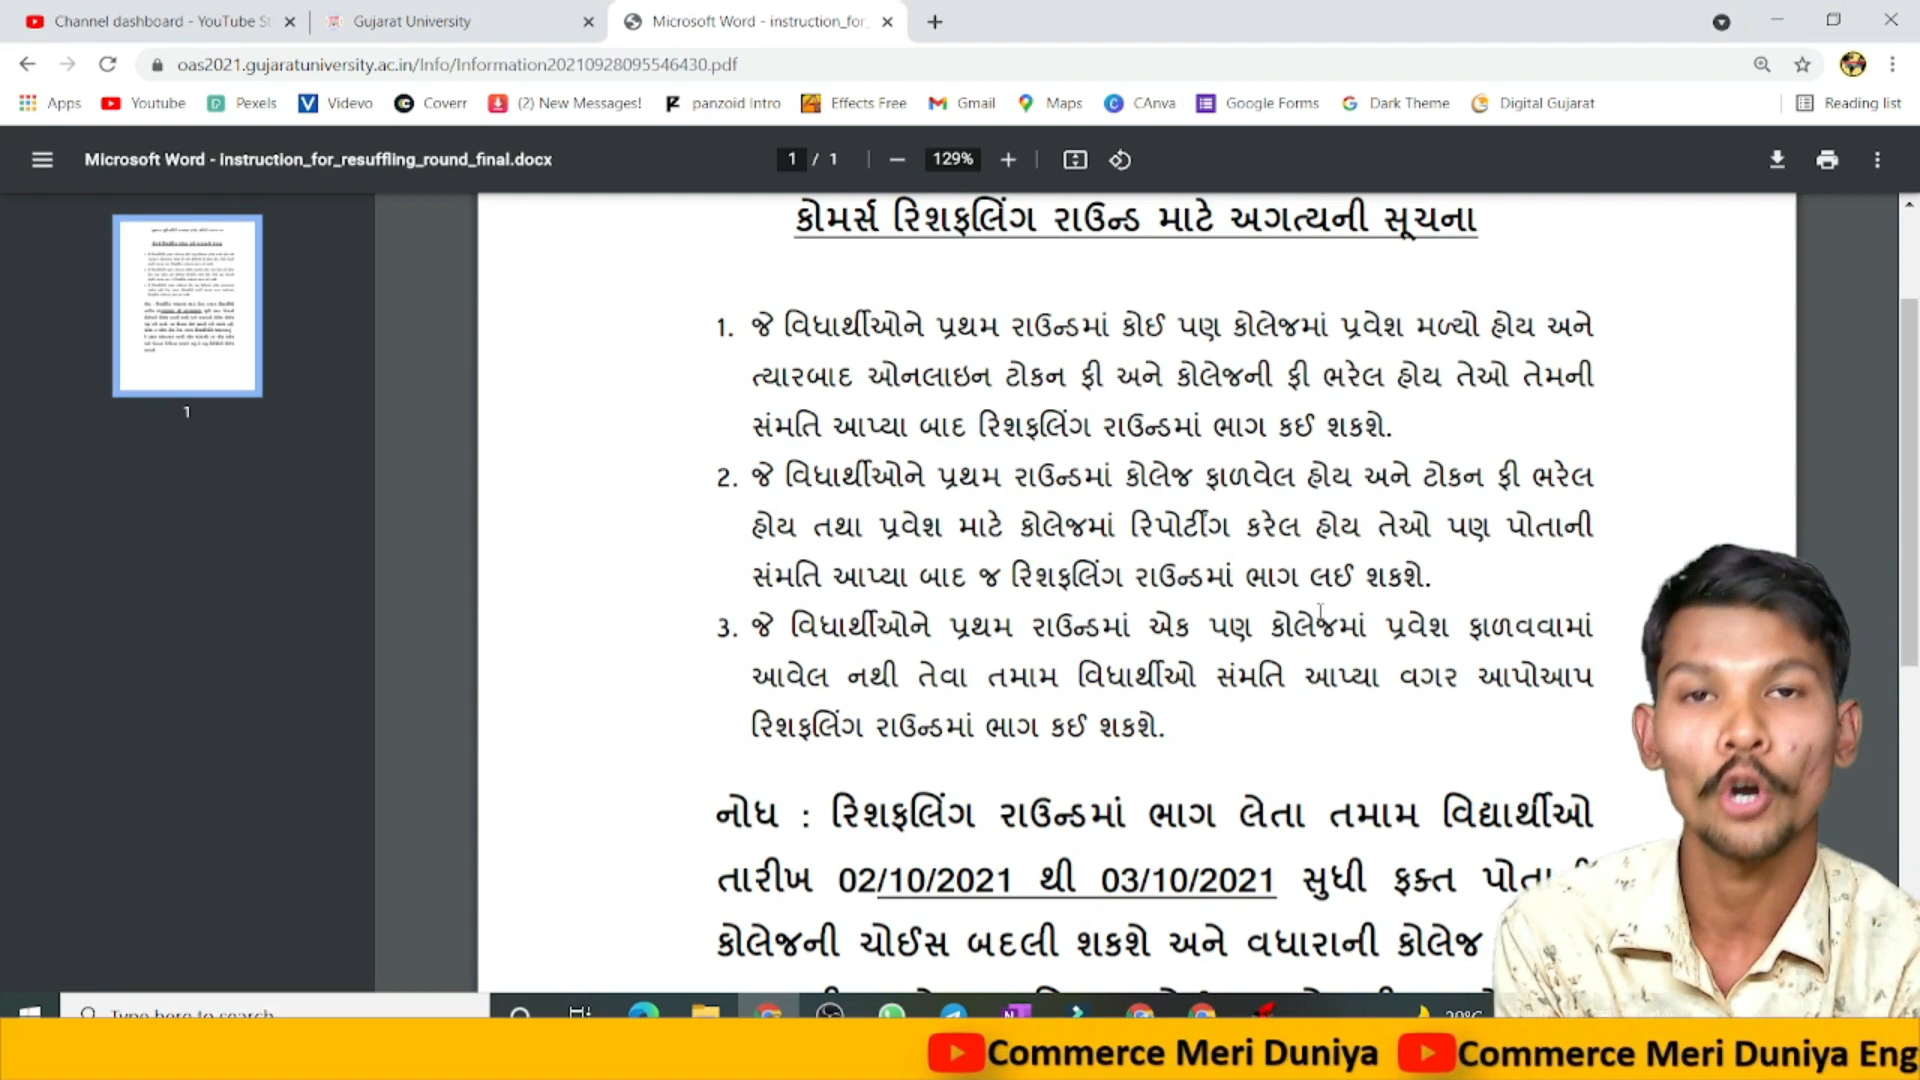 Channel dashboard - YouTube St
Gujarat University
Microsoft Word - instruction_for_
oas2021.gujaratuniversity.ac.in/Info/Information20210928095546430.pdf
Apps Youtube Pexels Videvo Coverr (2) New Messages! panzoid Intro Effects Free Gmail Maps CAnva Google Forms Dark Theme Digital Gujarat Reading list
Microsoft Word - instruction_for_resuffling_round_final.docx 1 / 1 129%
1
કોમર્સ રિશફલિંગ રાઉન્ડ માટે અગત્યની સૂચના
1. જે વિધાર્થીઓને પ્રથમ રાઉન્ડમાં કોઈ પણ કોલેજમાં પ્રવેશ મળ્યો હોય અને
ત્યારબાદ ઓનલાઇન ટોકન ફી અને કોલેજની ફી ભરેલ હોય તેઓ તેમની
સંમતિ આપ્યા બાદ રિશફલિંગ રાઉન્ડમાં ભાગ કઈ શકશે.
2. જે વિધાર્થીઓને પ્રથમ રાઉન્ડમાં કોલેજ ફાળવેલ હોય અને ટોકન ફી ભરેલ
હોય તથા પ્રવેશ માટે કોલેજમાં રિપોર્ટીંગ કરેલ હોય તેઓ પણ પોતાની
સંમતિ આપ્યા બાદ જ રિશફલિંગ રાઉન્ડમાં ભાગ લઈ શકશે.
3. જે વિધાર્થીઓને પ્રથમ રાઉન્ડમાં એક પણ કોલેજમાં પ્રવેશ ફાળવવામાં
આવેલ નથી તેવા તમામ વિધાર્થીઓ સંમતિ આપ્યા વગર આપોઆપ
રિશફલિંગ રાઉન્ડમાં ભાગ કઈ શકશે.
નોધ : રિશફલિંગ રાઉન્ડમાં ભાગ લેતા તમામ વિદ્યાર્થીઓ
તારીખ 02/10/2021 થી 03/10/2021 સુધી ફક્ત
કોલેજની ચોઈસ બદલી શકશે અને વધારાની કોલેજ
Type here to search
Commerce Meri Duniya Commerce Meri Duniya Eng